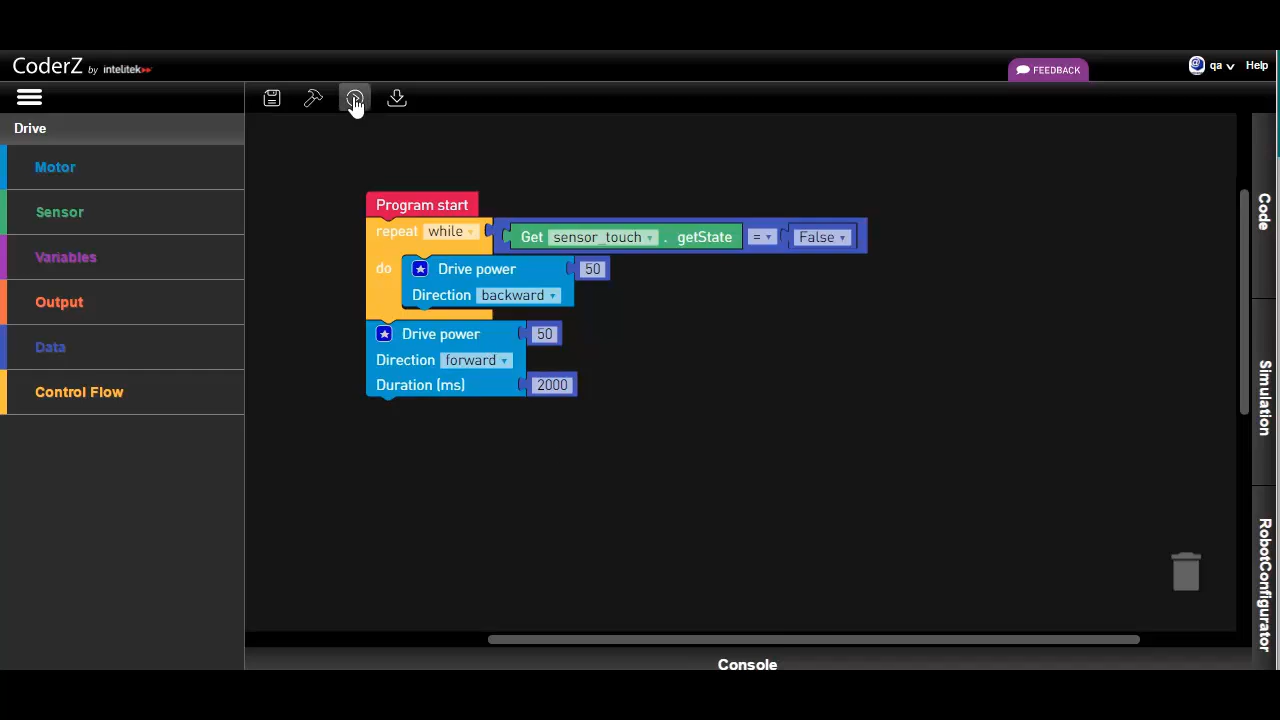 CoderZ by intelitek
FEEDBACK
qa
Help
Drive
Motor
Sensor
Variables
Output
Data
Control Flow
Program start
repeat while Get sensor_touch . getState = False
do Drive power 50
Direction backward
Drive power 50
Direction forward
Duration (ms) 2000
Code
Simulation
RobotConfigurator
Console